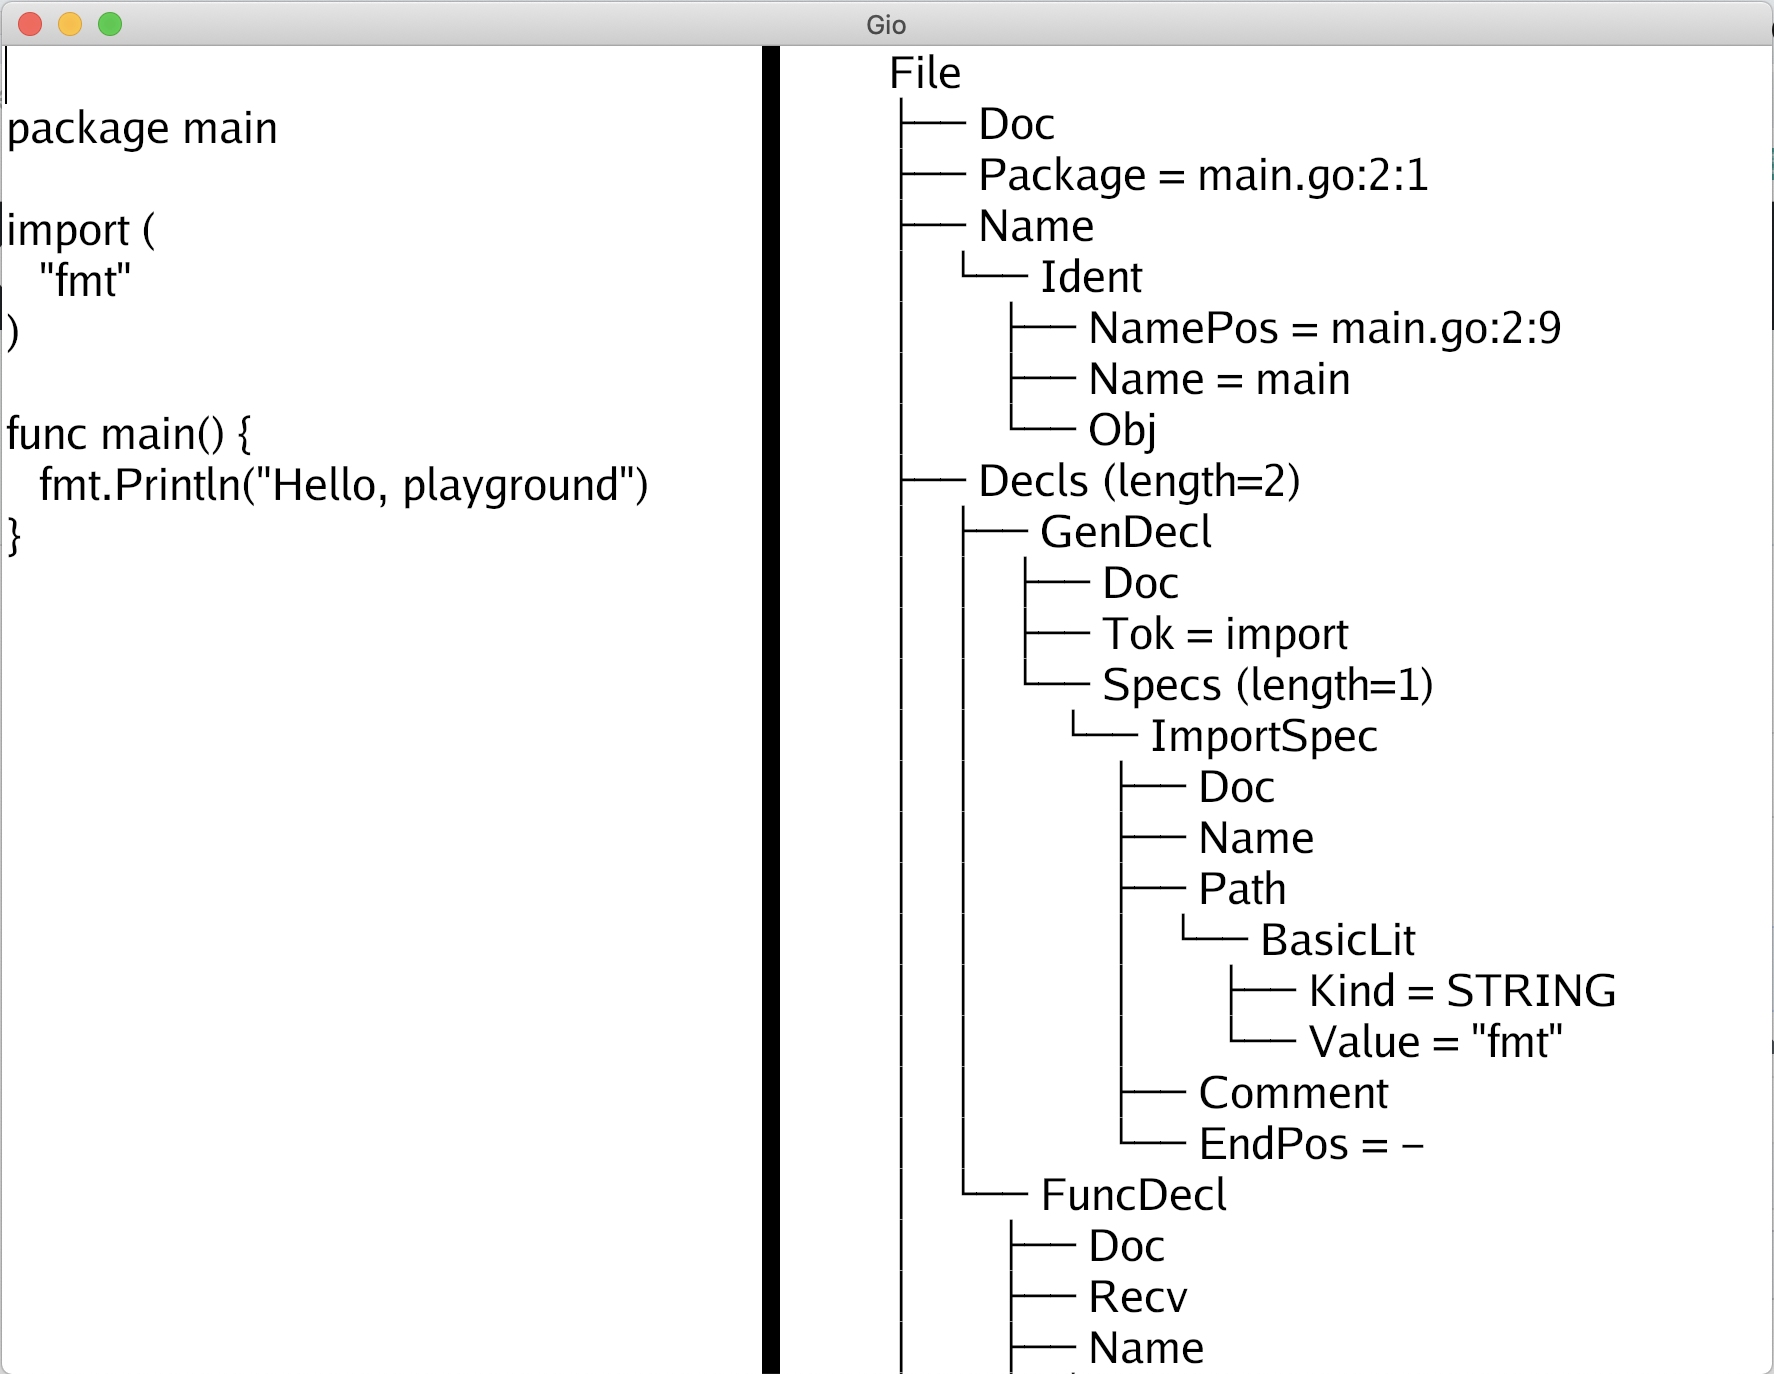 Gio
package main
import (
"fmt"
)
func main() {
fmt.Println("Hello, playground")
}
File
Doc
Package = main.go:2:1
Name
Ident
NamePos = main.go:2:9
Name = main
Obj
Decls (length=2)
GenDecl
Doc
Tok = import
Specs (length=1)
ImportSpec
Doc
Name
Path
BasicLit
Kind = STRING
Value = "fmt"
Comment
EndPos = –
FuncDecl
Doc
Recv
Name